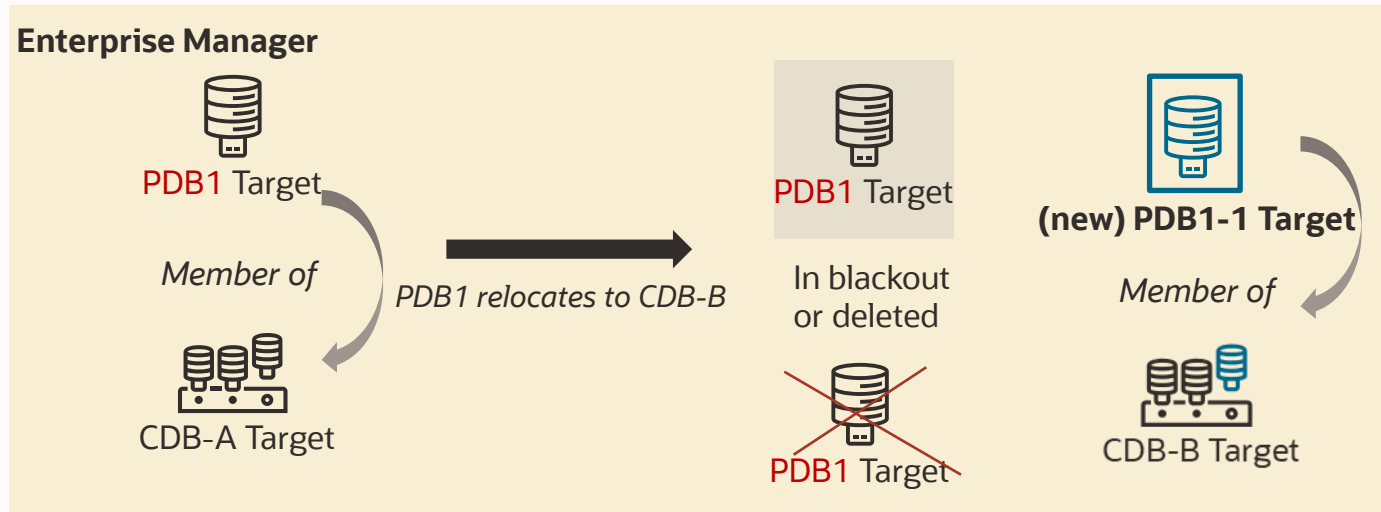 Enterprise Manager
PDB1 Target
Member of
CDB-A Target
PDB1 relocates to CDB-B
PDB1 Target
In blackout
or deleted
PDB1 Target
(new) PDB1-1 Target
Member of
CDB-B Target